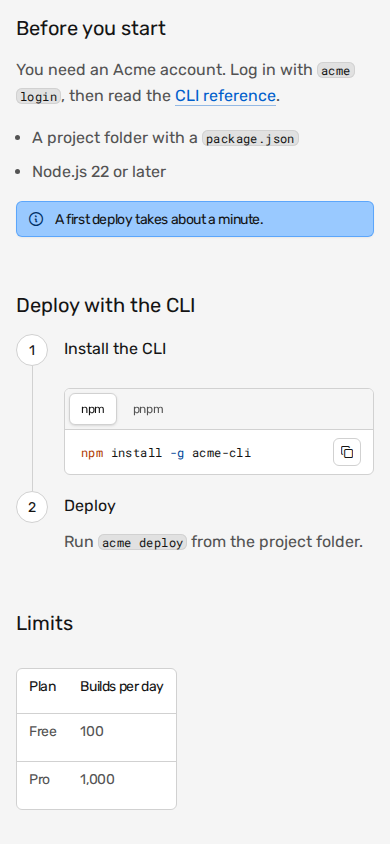 Before you start
You need an Acme account. Log in with acme
login, then read the CLI reference.
A project folder with a package.json
Node.js 22 or later
A first deploy takes about a minute.
Deploy with the CLI
1 Install the CLI
npm pnpm
npm install -g acme-cli
2 Deploy
Run acme deploy from the project folder.
Limits
Plan Builds per day
Free 100
Pro 1,000